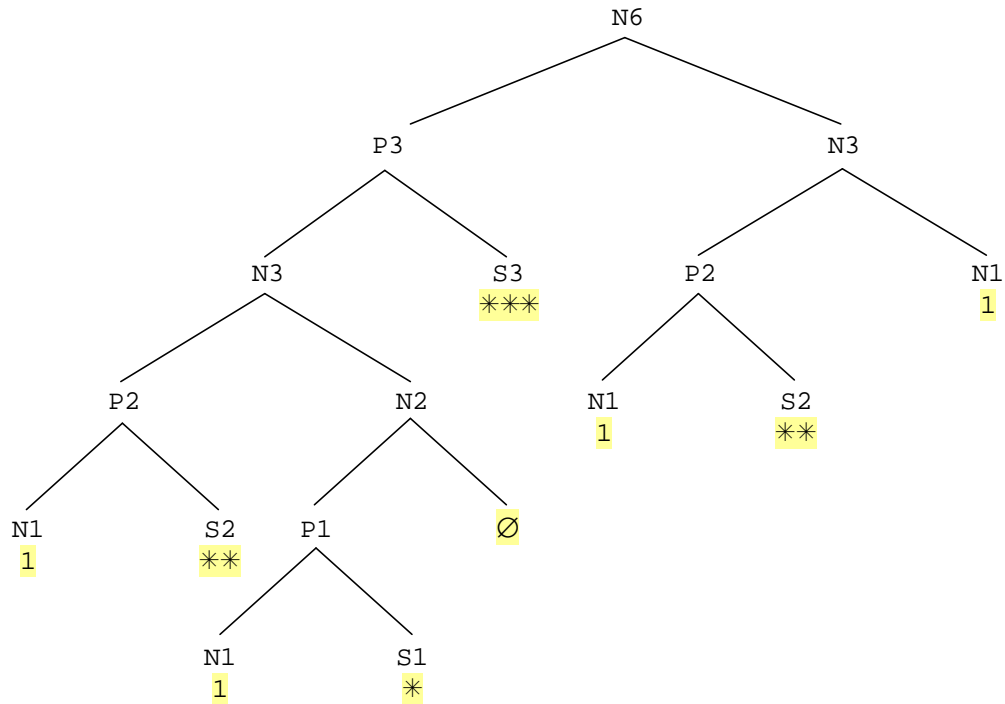 N6
P3 N3
N3 S3 P2 N1
✳✳✳ 1
P2 N2 N1 S2
1 ✳✳
N1 S2 P1 ∅
1 ✳✳
N1 S1
1 ✳